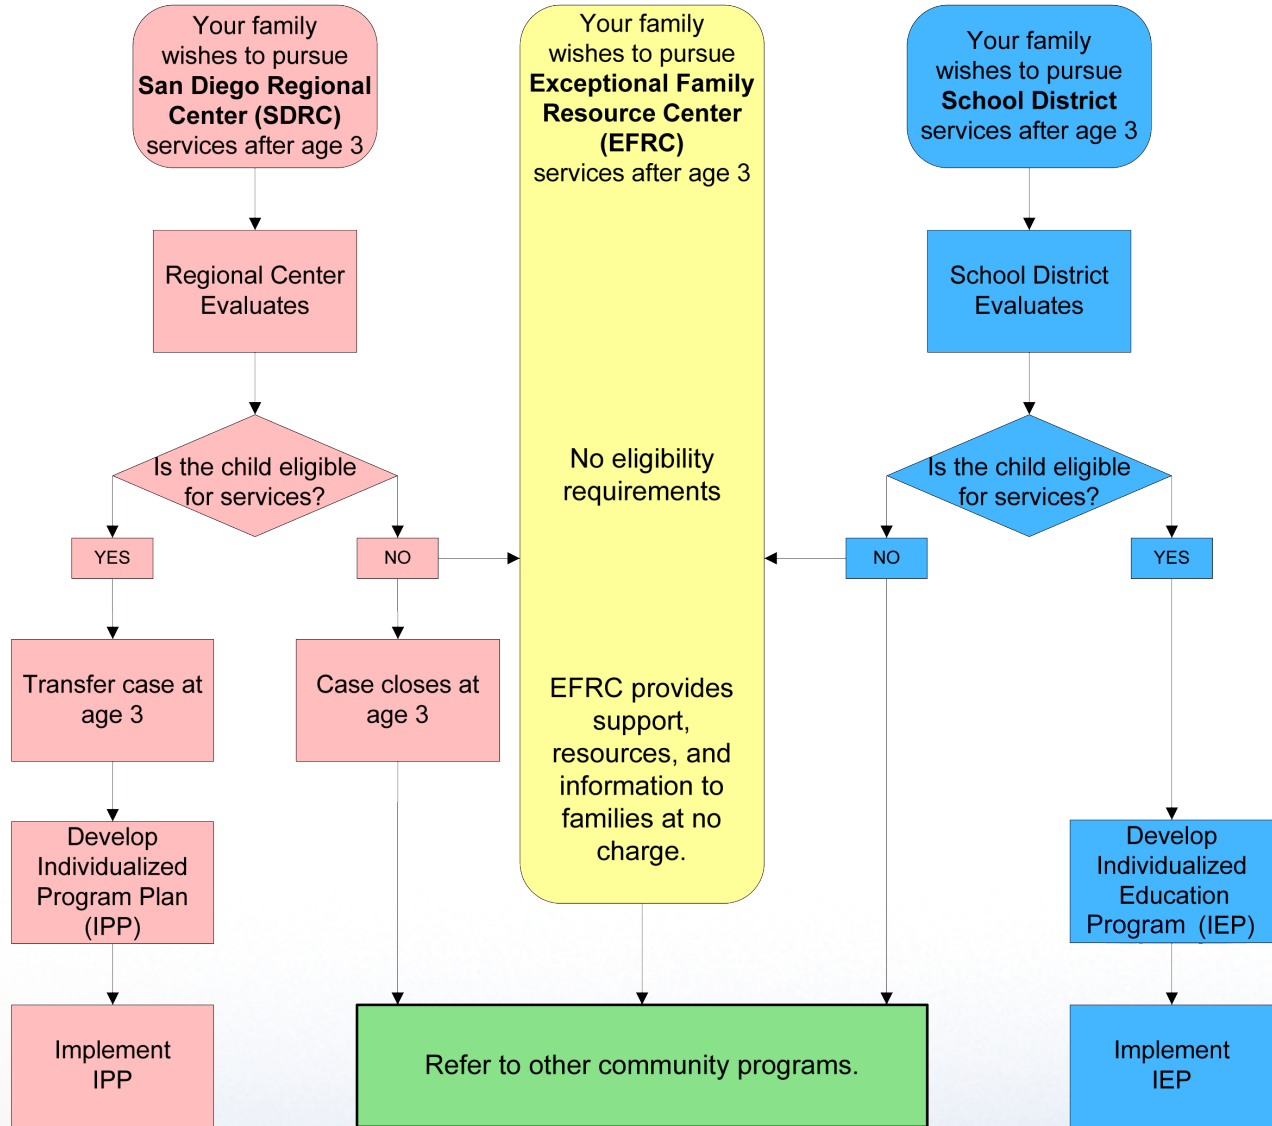 Your family
wishes to pursue
San Diego Regional
Center (SDRC)
services after age 3
Your family
wishes to pursue
Exceptional Family
Resource Center
(EFRC)
services after age 3
Your family
wishes to pursue
School District
services after age 3
Regional Center
Evaluates
School District
Evaluates
Is the child eligible
for services?
No eligibility
requirements
Is the child eligible
for services?
YES
NO
NO
YES
Transfer case at
age 3
Case closes at
age 3
EFRC provides
support,
resources, and
information to
families at no
charge.
Develop
Individualized
Program Plan
(IPP)
Develop
Individualized
Education
Program (IEP)
Implement
IPP
Refer to other community programs.
Implement
IEP